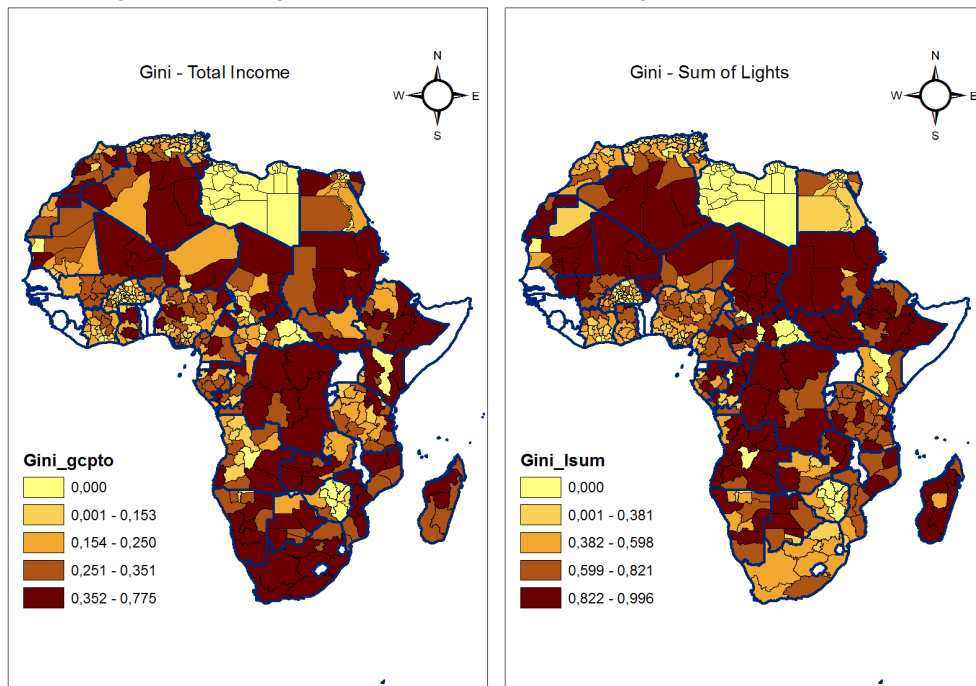 Gini - Total Income
N
W
E
S
Gini_gcpto
0,000
0,001 - 0,153
0,154 - 0,250
0,251 - 0,351
0,352 - 0,775
Gini - Sum of Lights
N
W
E
S
Gini_lsum
0,000
0,001 - 0,381
0,382 - 0,598
0,599 - 0,821
0,822 - 0,996